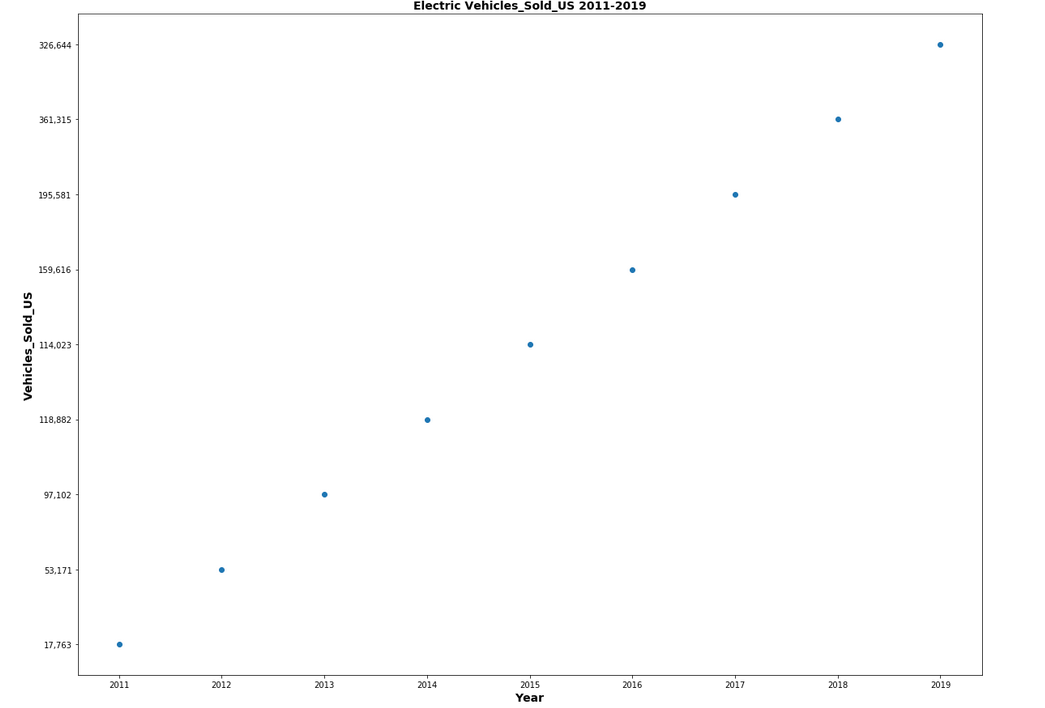 Electric Vehicles_Sold_US 2011-2019
326,644
361,315
195,581
159,616
114,023
118,882
97,102
53,171
17,763
Vehicles_Sold_US
2011 2012 2013 2014 2015 2016 2017 2018 2019
Year